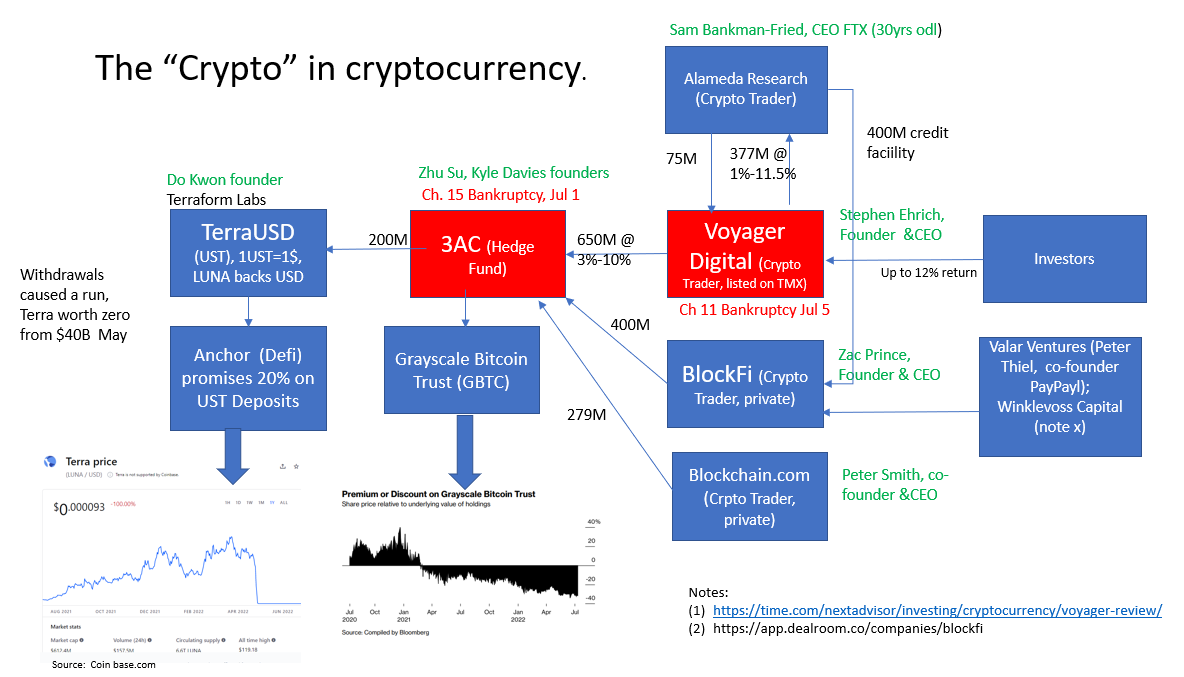 The “Crypto” in cryptocurrency.
Sam Bankman-Fried, CEO FTX (30yrs odl)
Alameda Research
(Crypto Trader)
400M credit
faciility
75M
377M @
1%-11.5%
Do Kwon founder
Terraform Labs
TerraUSD
(UST), 1UST=1$,
LUNA backs USD
200M
Zhu Su, Kyle Davies founders
Ch. 15 Bankruptcy, Jul 1
3AC (Hedge
Fund)
650M @
3%-10%
Voyager
Digital (Crypto
Trader, listed on TMX)
Ch 11 Bankruptcy Jul 5
Stephen Ehrich,
Founder &CEO
Up to 12% return
Investors
Withdrawals
caused a run,
Terra worth zero
from $40B May
Anchor (Defi)
promises 20% on
UST Deposits
Grayscale Bitcoin
Trust (GBTC)
400M
279M
BlockFi (Crypto
Trader, private)
Zac Prince,
Founder & CEO
Valar Ventures (Peter
Thiel, co-founder
PayPayl);
Winklevoss Capital
(note x)
Blockchain.com
(Crpto Trader,
private)
Peter Smith, co-
founder &CEO
Terra price
(LUNA / USD) Terra is not supported by Coinbase
$0.000093 -100.00%
1H 1D 1W 1M 1Y ALL
AUG 2021 OCT 2021 DEC 2021 FEB 2022 APR 2022 JUN 2022
Market stats
Market cap Volume (24h) Circulating supply All time high
$612.4M $157.5M 6.6T LUNA $119.18
Source: Coin base.com
Premium or Discount on Grayscale Bitcoin Trust
Share price relative to underlying value of holdings
40%
20
0
-20
-40
Jul Oct Jan Apr Jul Oct Jan Apr Jul
2020 2021 2022
Source: Compiled by Bloomberg
Notes:
(1) https://time.com/nextadvisor/investing/cryptocurrency/voyager-review/
(2) https://app.dealroom.co/companies/blockfi